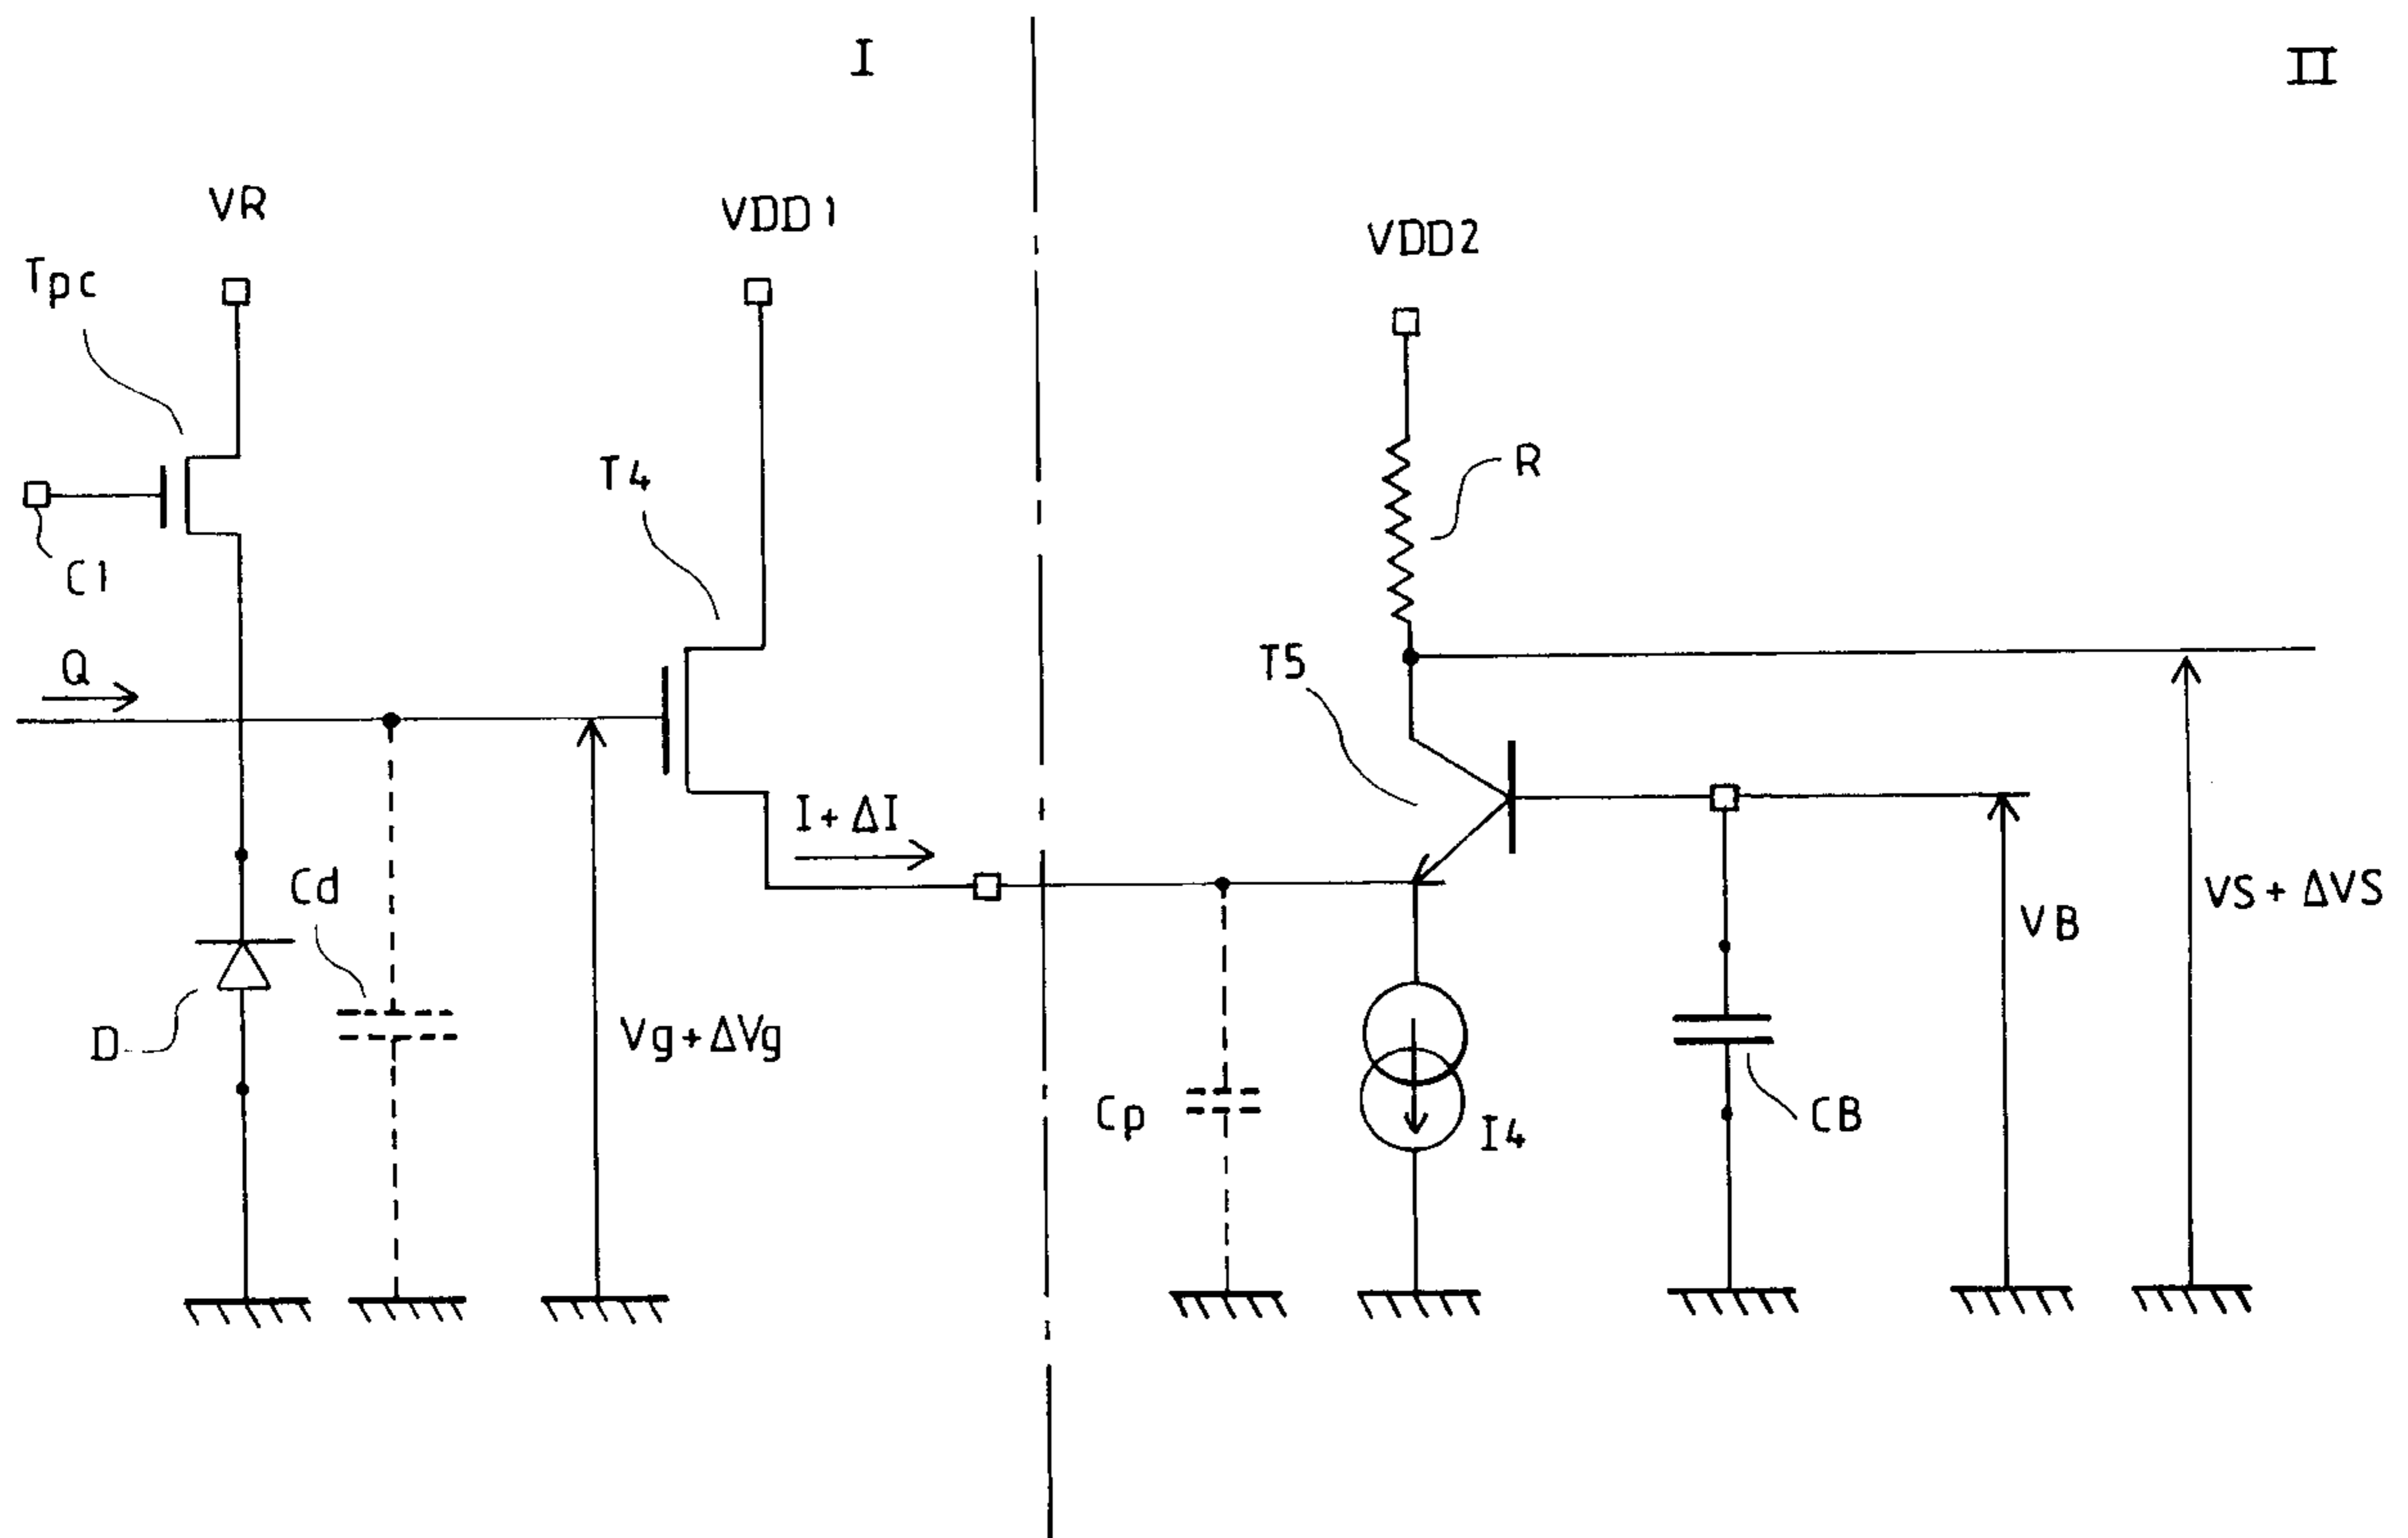 I
II
VR
VDD1
VDD2
Tpc
T4
R
C1
Q
T5
I+ΔI
Cd
VS+ΔVS
VB
D
Vg+ΔVg
Cp
I4
CB